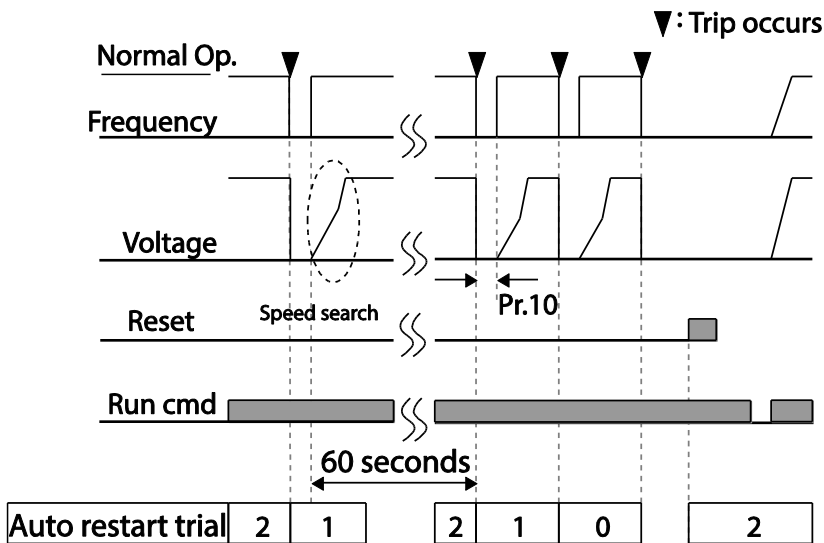 ▼: Trip occurs
Normal Op.
Frequency
Voltage
Pr.10
Reset
Speed search
Run cmd
60 seconds
Auto restart trial 2 1 2 1 0 2